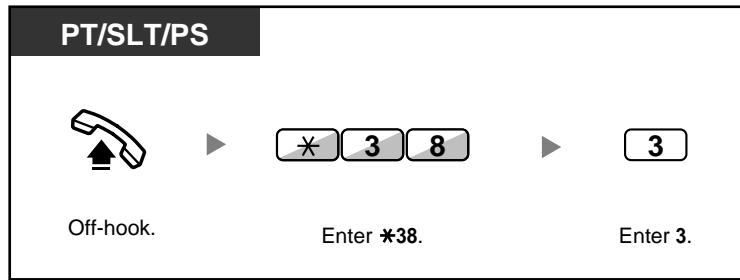 PT/SLT/PS
✳ 3 8
3
Off-hook.
Enter ✳38.
Enter 3.